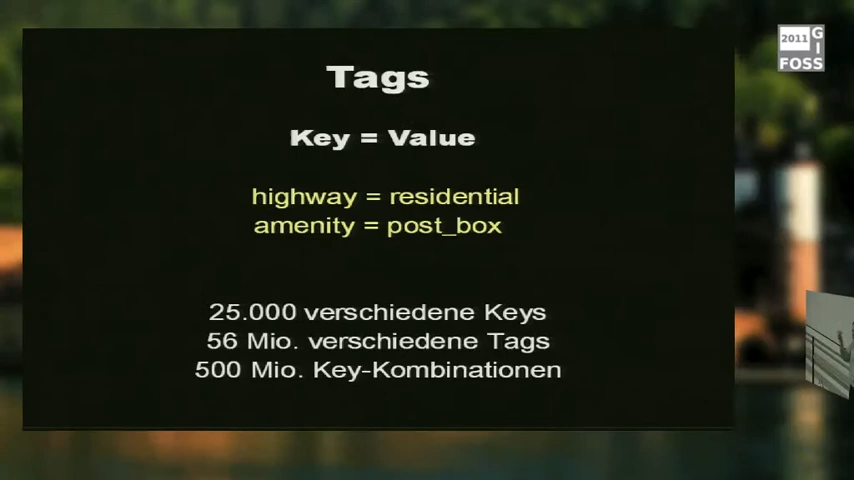 Tags
Key = Value
highway = residential
amenity = post_box
25.000 verschiedene Keys
56 Mio. verschiedene Tags
500 Mio. Key-Kombinationen
2011 G
I
FOSS